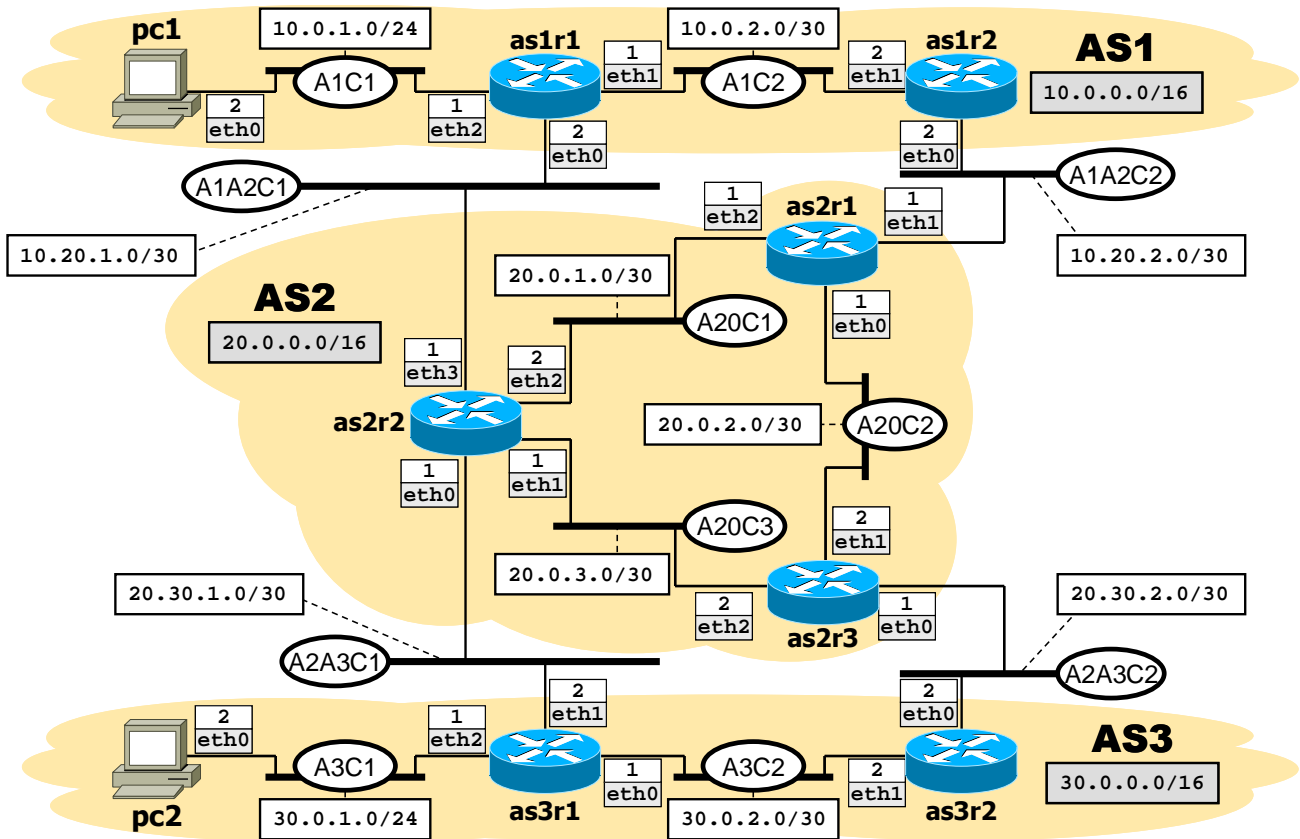 pc1
10.0.1.0/24
as1r1
10.0.2.0/30
as1r2
AS1
10.0.0.0/16
A1C1
A1C2
2
eth0
1
eth2
1
eth1
2
eth1
2
eth0
2
eth0
A1A2C1
A1A2C2
10.20.1.0/30
10.20.2.0/30
1
eth2
as2r1
1
eth1
20.0.1.0/30
AS2
20.0.0.0/16
A20C1
1
eth0
1
eth3
2
eth2
as2r2
20.0.2.0/30
A20C2
1
eth0
1
eth1
A20C3
2
eth1
20.0.3.0/30
20.30.1.0/30
20.30.2.0/30
2
eth2
1
eth0
as2r3
A2A3C1
A2A3C2
2
eth0
1
eth2
2
eth1
2
eth0
AS3
30.0.0.0/16
A3C1
A3C2
1
eth0
2
eth1
pc2
30.0.1.0/24
as3r1
30.0.2.0/30
as3r2